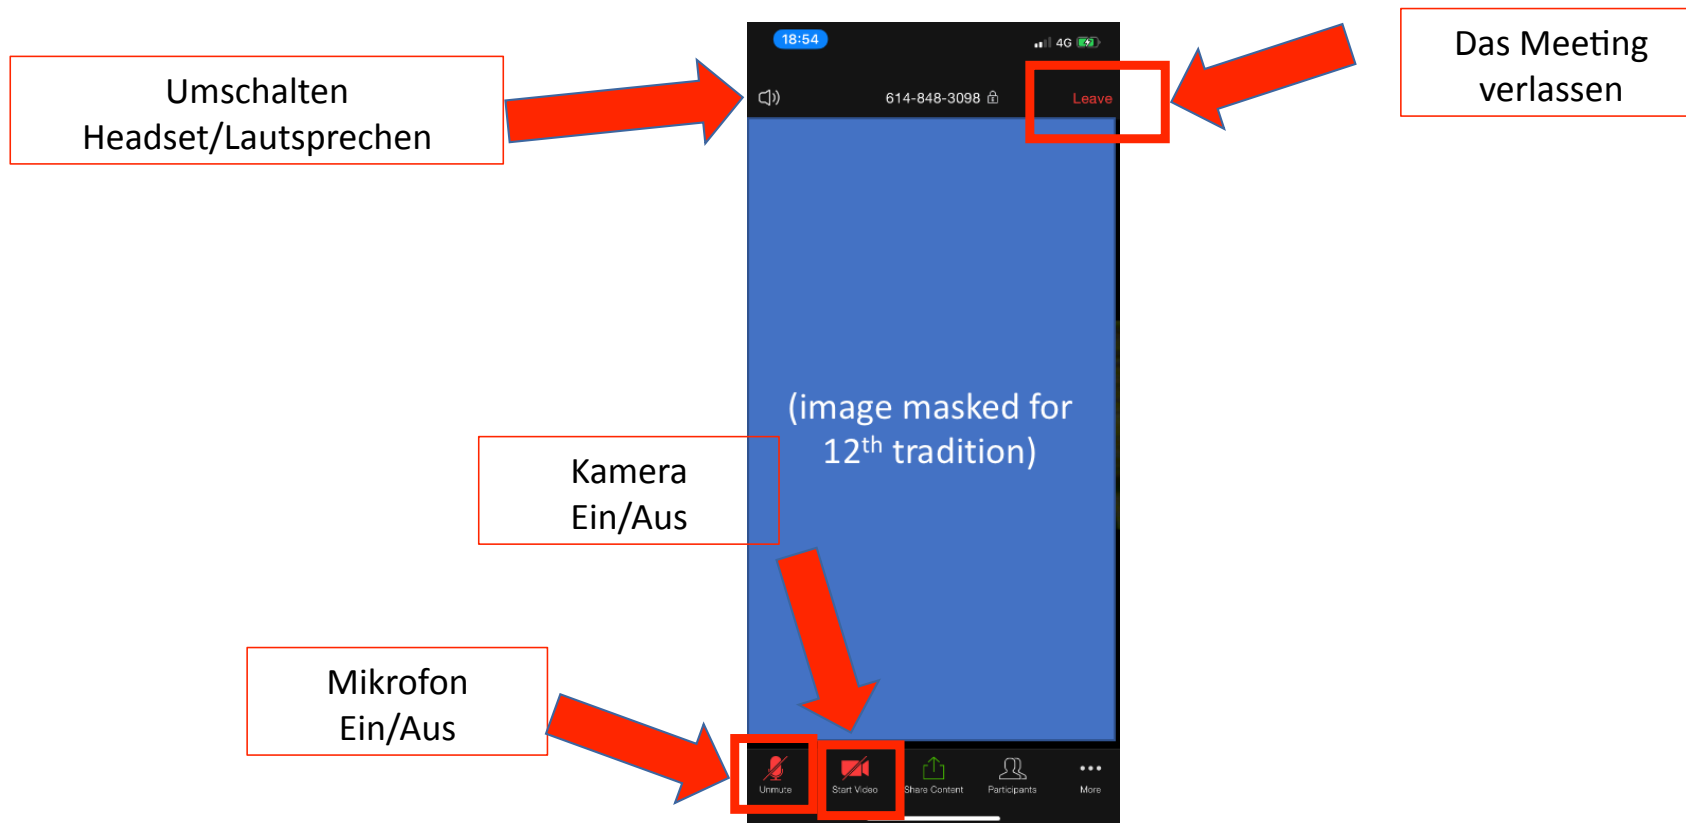 18:54
4G
Das Meeting
verlassen
Umschalten
Headset/Lautsprechen
614-848-3098
Leave
(image masked for
12th tradition)
Kamera
Ein/Aus
Mikrofon
Ein/Aus
Unmute
Start Video
Share Content
Participants
More